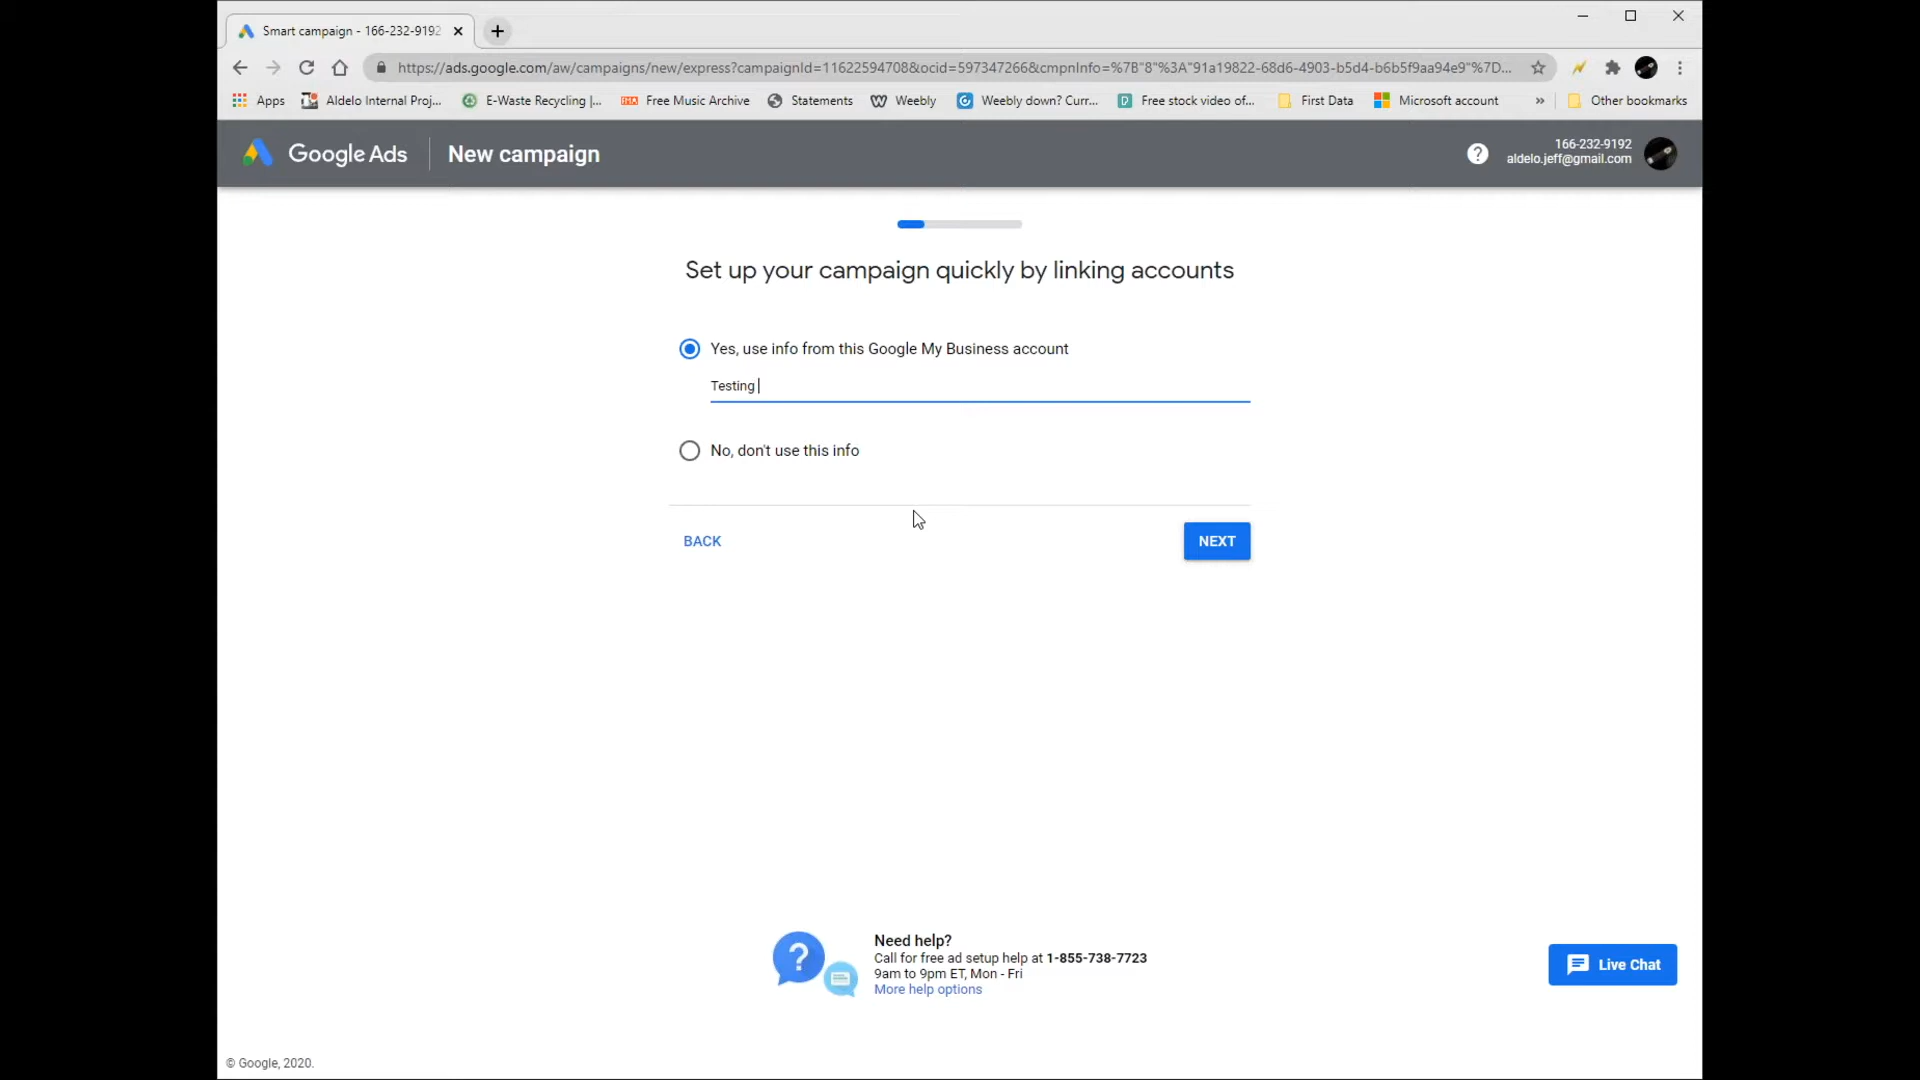 Smart campaign - 166-232-9192
https://ads.google.com/aw/campaigns/new/express?campaignId=11622594708&ocid=597347266&cmpnInfo=%7B"8"%3A"91a19822-68d6-4903-b5d4-b6b5f9aa94e9"%7D...
Apps Aldelo Internal Proj... E-Waste Recycling |... Free Music Archive Statements Weebly Weebly down? Curr... Free stock video of... First Data Microsoft account » Other bookmarks
Google Ads New campaign
166-232-9192
aldelo.jeff@gmail.com
Set up your campaign quickly by linking accounts
Yes, use info from this Google My Business account
Testing
No, don't use this info
BACK NEXT
Need help?
Call for free ad setup help at 1-855-738-7723
9am to 9pm ET, Mon - Fri
More help options
Live Chat
© Google, 2020.